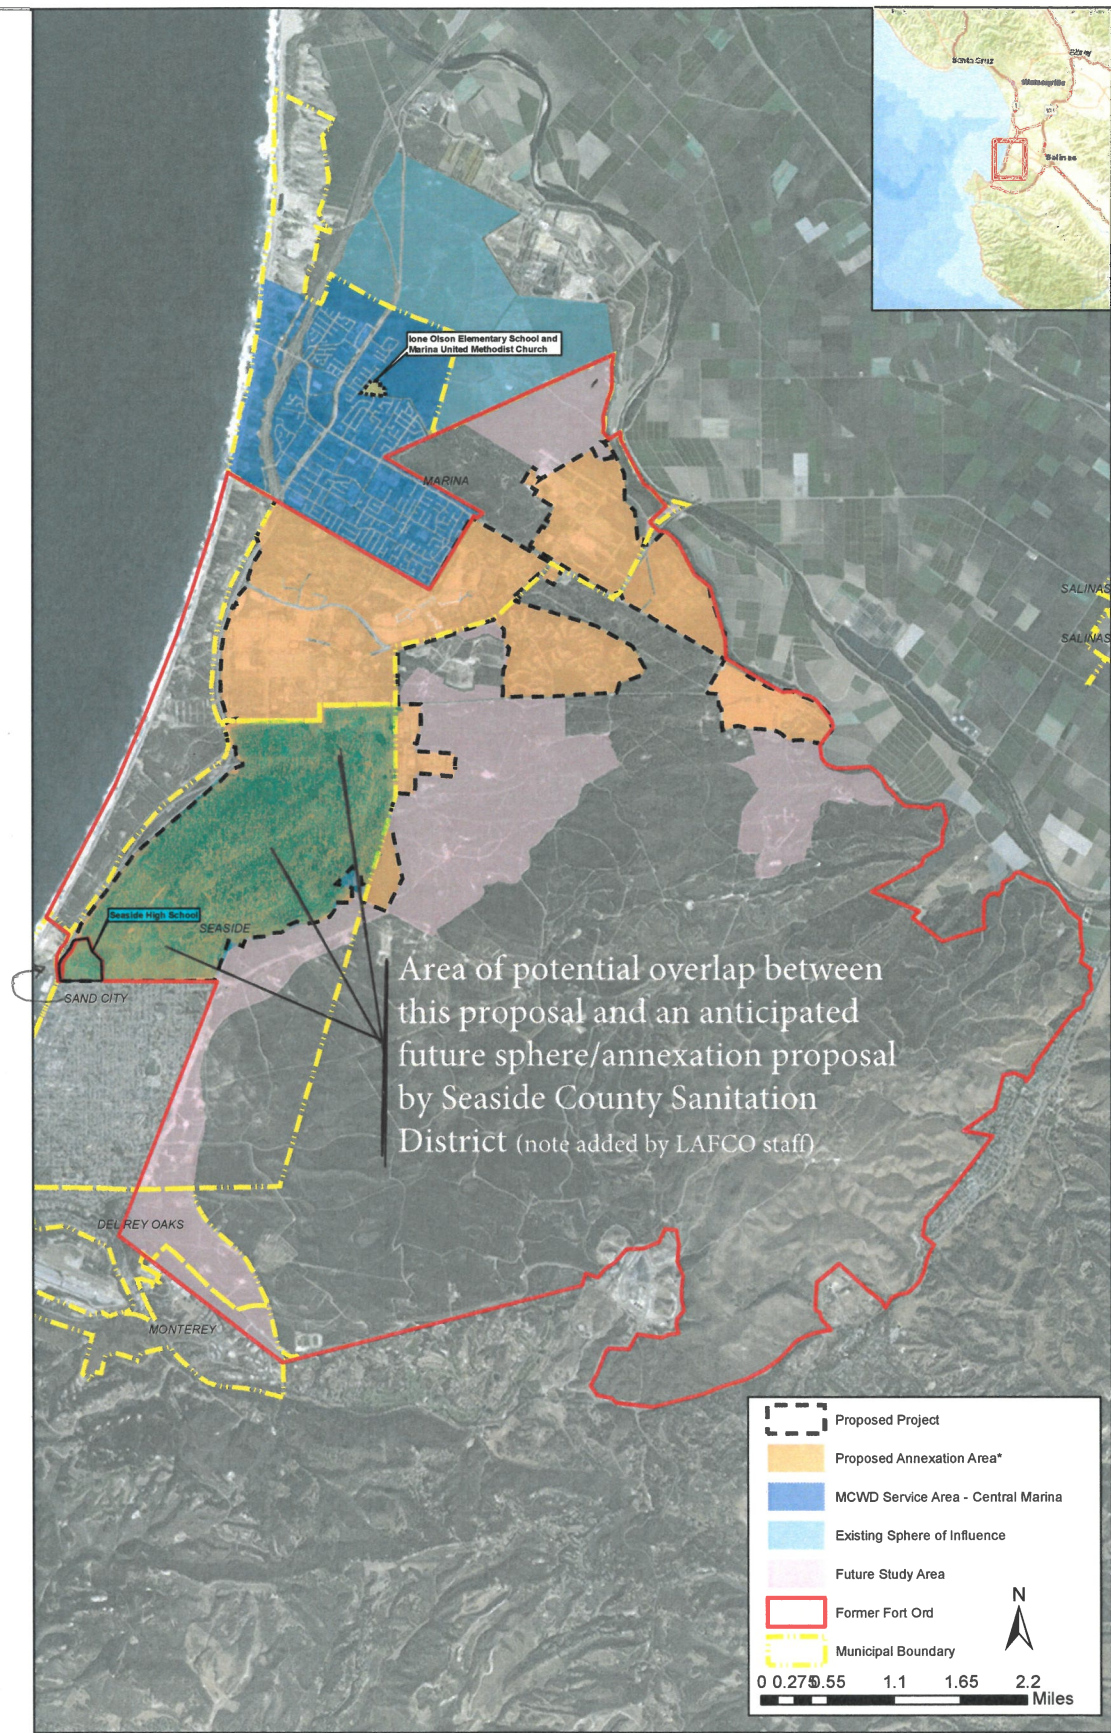 Santa Cruz
Gilroy
Watsonville
1
Salinas
Ione Olson Elementary School and
Marina United Methodist Church
MARINA
SALINAS
SALINAS
Seaside High School
SEASIDE
SAND CITY
Area of potential overlap between
this proposal and an anticipated
future sphere/annexation proposal
by Seaside County Sanitation
District (note added by LAFCO staff)
DEL REY OAKS
MONTEREY
Proposed Project
Proposed Annexation Area*
MCWD Service Area - Central Marina
Existing Sphere of Influence
Future Study Area
Former Fort Ord
Municipal Boundary
N
0 0.275 0.55 1.1 1.65 2.2
Miles